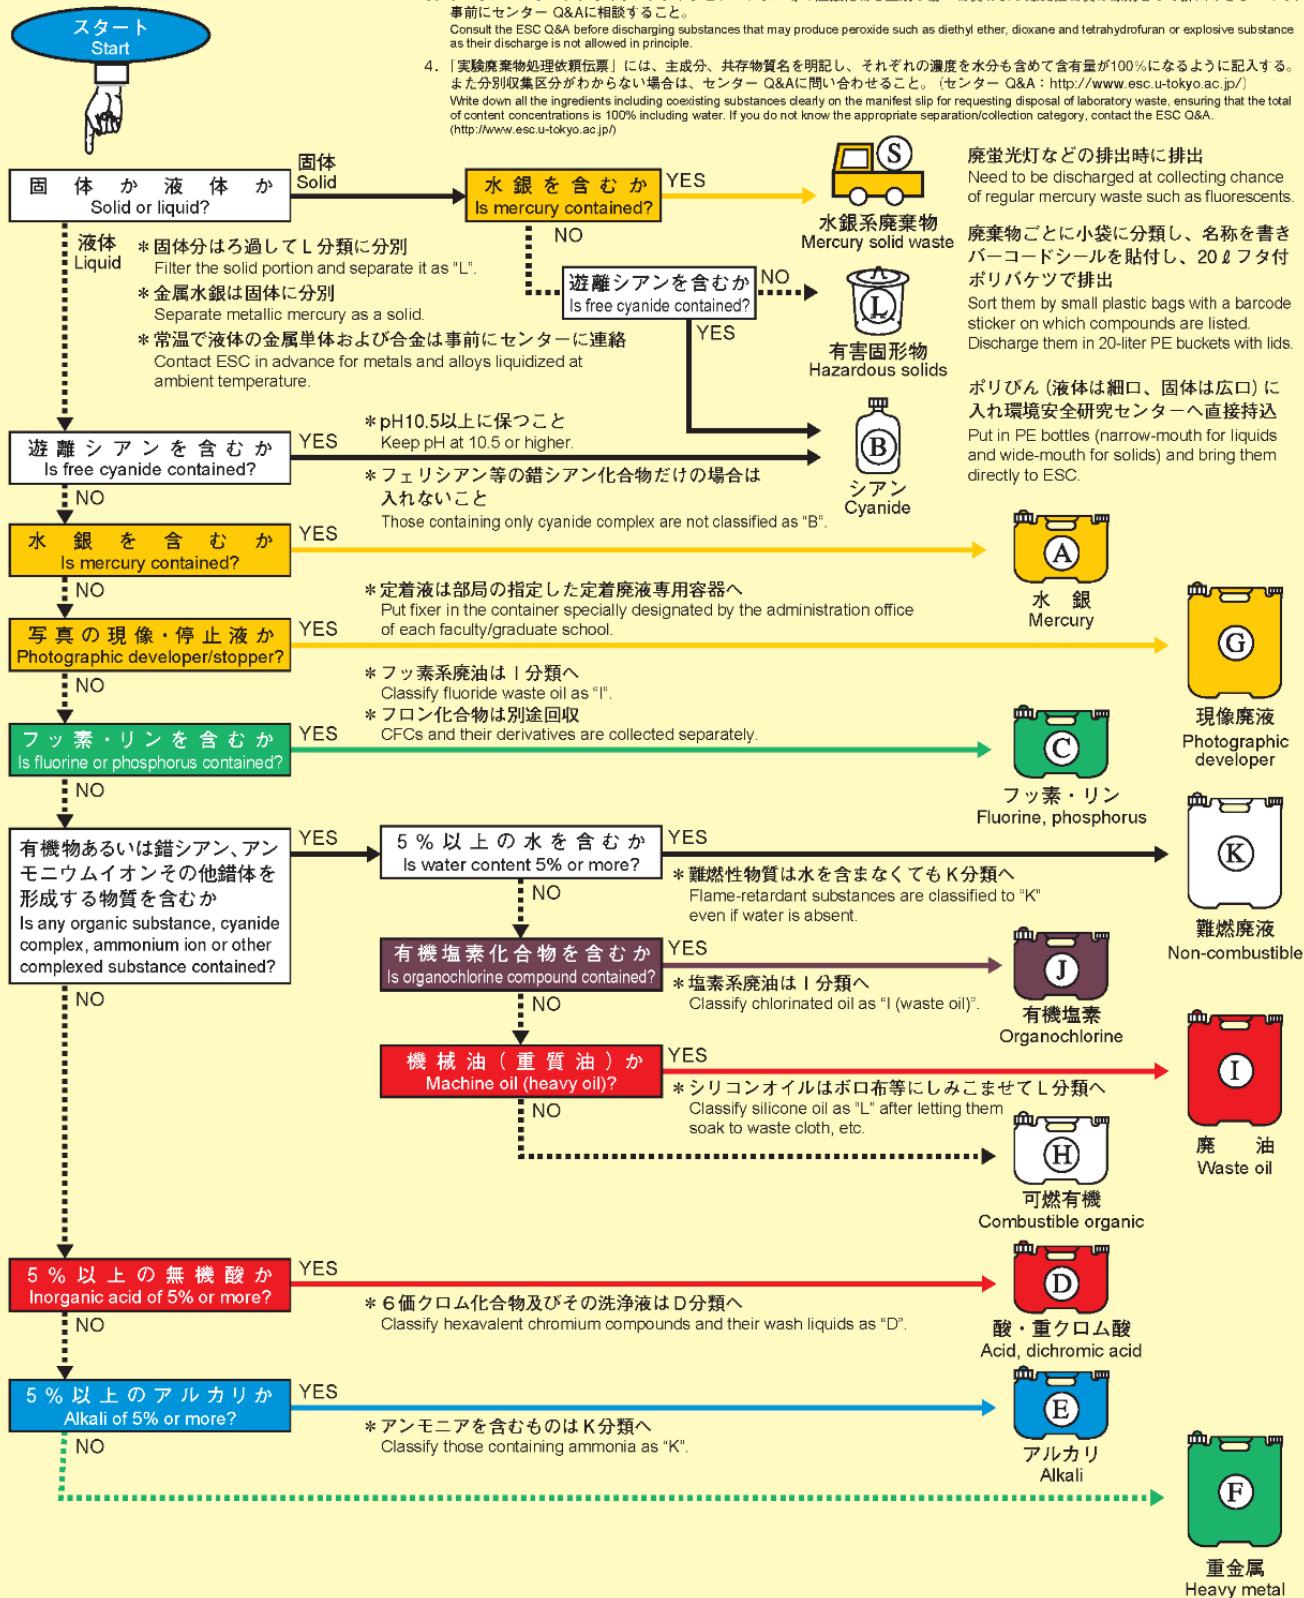 事前にセンター Q&Aに相談すること。
Consult the ESC Q&A before discharging substances that may produce peroxide such as diethyl ether, dioxane and tetrahydrofuran or explosive substance
as their discharge is not allowed in principle.
4. 「実験廃棄物処理依頼伝票」には、主成分、共存物質名を明記し、それぞれの濃度を水分も含めて含有量が100%になるように記入する。
また分別収集区分がわからない場合は、センター Q&Aに問い合わせること。 (センター Q&A：http://www.esc.u-tokyo.ac.jp/)
Write down all the ingredients including coexisting substances clearly on the manifest slip for requesting disposal of laboratory waste, ensuring that the total
of content concentrations is 100% including water. If you do not know the appropriate separation/collection category, contact the ESC Q&A.
(http://www.esc.u-tokyo.ac.jp/)
スタート
Start
固体か液体か
Solid or liquid?
固体
Solid
水銀を含むか
Is mercury contained?
YES
NO
S
水銀系廃棄物
Mercury solid waste
廃蛍光灯などの排出時に排出
Need to be discharged at collecting chance
of regular mercury waste such as fluorescents.
液体
Liquid
＊固体分はろ過してL分類に分別
Filter the solid portion and separate it as "L".
＊金属水銀は固体に分別
Separate metallic mercury as a solid.
＊常温で液体の金属単体および合金は事前にセンターに連絡
Contact ESC in advance for metals and alloys liquidized at
ambient temperature.
遊離シアンを含むか
Is free cyanide contained?
NO
YES
L
有害固形物
Hazardous solids
廃棄物ごとに小袋に分類し、名称を書き
バーコードシールを貼付し、20ℓフタ付
ポリバケツで排出
Sort them by small plastic bags with a barcode
sticker on which compounds are listed.
Discharge them in 20-liter PE buckets with lids.
遊離シアンを含むか
Is free cyanide contained?
YES
NO
＊pH10.5以上に保つこと
Keep pH at 10.5 or higher.
＊フェリシアン等の錯シアン化合物だけの場合は
入れないこと
Those containing only cyanide complex are not classified as "B".
B
シアン
Cyanide
ポリびん (液体は細口、固体は広口) に
入れ環境安全研究センターへ直接持込
Put in PE bottles (narrow-mouth for liquids
and wide-mouth for solids) and bring them
directly to ESC.
水銀を含むか
Is mercury contained?
YES
NO
A
水銀
Mercury
写真の現像・停止液か
Photographic developer/stopper?
YES
NO
＊定着液は部局の指定した定着廃液専用容器へ
Put fixer in the container specially designated by the administration office
of each faculty/graduate school.
G
現像廃液
Photographic
developer
フッ素・リンを含むか
Is fluorine or phosphorus contained?
YES
NO
＊フッ素系廃油はI分類へ
Classify fluoride waste oil as "I".
＊フロン化合物は別途回収
CFCs and their derivatives are collected separately.
C
フッ素・リン
Fluorine, phosphorus
有機物あるいは錯シアン、アン
モニウムイオンその他錯体を
形成する物質を含むか
Is any organic substance, cyanide
complex, ammonium ion or other
complexed substance contained?
YES
NO
5%以上の水を含むか
Is water content 5% or more?
YES
NO
＊難燃性物質は水を含まなくてもK分類へ
Flame-retardant substances are classified to "K"
even if water is absent.
K
難燃廃液
Non-combustible
有機塩素化合物を含むか
Is organochlorine compound contained?
YES
NO
＊塩素系廃油はI分類へ
Classify chlorinated oil as "I (waste oil)".
J
有機塩素
Organochlorine
機械油(重質油)か
Machine oil (heavy oil)?
YES
NO
＊シリコンオイルはボロ布等にしみこませてL分類へ
Classify silicone oil as "L" after letting them
soak to waste cloth, etc.
I
廃油
Waste oil
H
可燃有機
Combustible organic
5%以上の無機酸か
Inorganic acid of 5% or more?
YES
NO
＊6価クロム化合物及びその洗浄液はD分類へ
Classify hexavalent chromium compounds and their wash liquids as "D".
D
酸・重クロム酸
Acid, dichromic acid
5%以上のアルカリか
Alkali of 5% or more?
YES
NO
＊アンモニアを含むものはK分類へ
Classify those containing ammonia as "K".
E
アルカリ
Alkali
F
重金属
Heavy metal